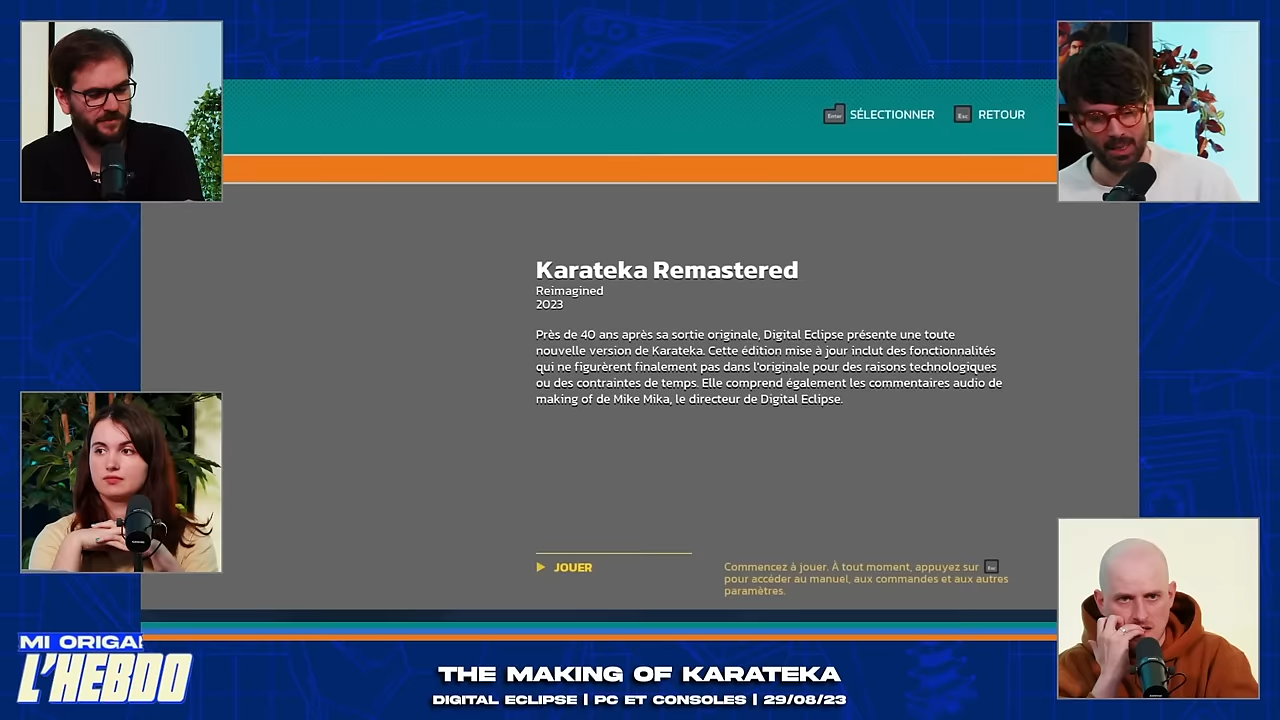 SÉLECTIONNER
RETOUR
Karateka Remastered
Reimagined
2023
Près de 40 ans après sa sortie originale, Digital Eclipse présente une toute
nouvelle version de Karateka. Cette édition mise à jour inclut des fonctionnalités
qui ne figurèrent finalement pas dans l'originale pour des raisons technologiques
ou des contraintes de temps. Elle comprend également les commentaires audio de
making of de Mike Mika, le directeur de Digital Eclipse.
JOUER
Commencez à jouer. À tout moment, appuyez sur Esc
pour accéder au manuel, aux commandes et aux autres
paramètres.
MI ORIGA
L'HEBDO
THE MAKING OF KARATEKA
DIGITAL ECLIPSE | PC ET CONSOLES | 29/08/23